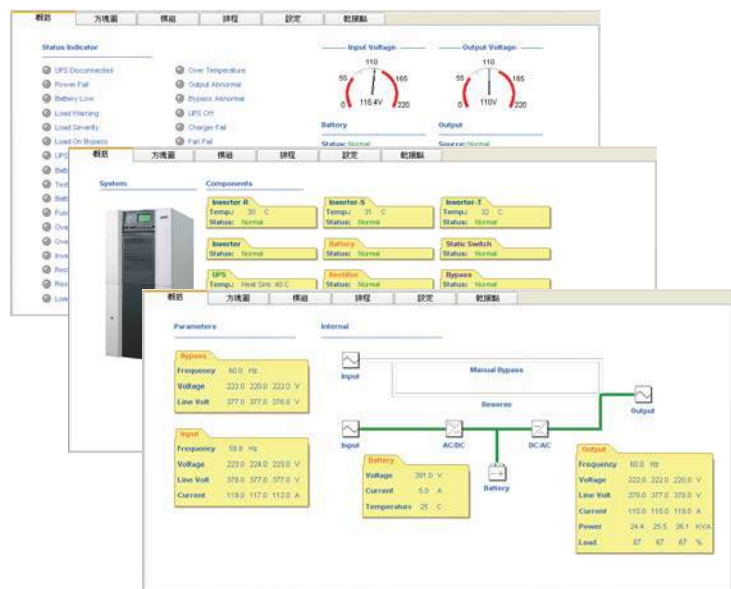 概括 方塊圖 模組 排程 設定 乾接點
Status Indicator
UPS Disconnected
Power Fail
Battery Low
Load Warning
Load Severity
Load On Bypass
UPS
Over Temperature
Output Abnormal
Bypass Abnormal
UPS Off
Charger Fail
Fan Fail
Input Voltage
110
55 165
0 116.4V 220
Output Voltage
110
55 165
0 110V 220
Battery
Status: Normal
Output
Source: Normal
概括 方塊圖 模組 排程 設定 乾接點
System
Components
Inverter-R
Temp.: 30 C
Status: Normal
Inverter-S
Temp.: 31 C
Status: Normal
Inverter-T
Temp.: 32 C
Status: Normal
Inverter
Status: Normal
Battery
Status: Normal
Static Switch
Status: Normal
UPS
Temp.: Heat Sink: 40 C
Rectifier
Status: Normal
Bypass
Status: Normal
概括 方塊圖 模組 排程 設定 乾接點
Parameters
Bypass
Frequency 60.0 Hz
Voltage 222.0 220.0 222.0 V
Line Volt 377.0 377.0 376.0 V
Input
Frequency 59.9 Hz
Voltage 223.0 224.0 223.0 V
Line Volt 378.0 377.0 377.0 V
Current 119.0 117.0 112.0 A
Internal
Input
Manual Bypass
Reserve
Output
Input
AC/DC
DC/AC
Battery
Battery
Voltage 391.0 V
Current 5.0 A
Temperature 25 C
Output
Frequency 60.0 Hz
Voltage 222.0 222.0 220.0 V
Line Volt 378.0 377.0 378.0 V
Current 110.0 115.0 119.0 A
Power 24.4 25.5 26.1 KVA
Load 67 67 67 %